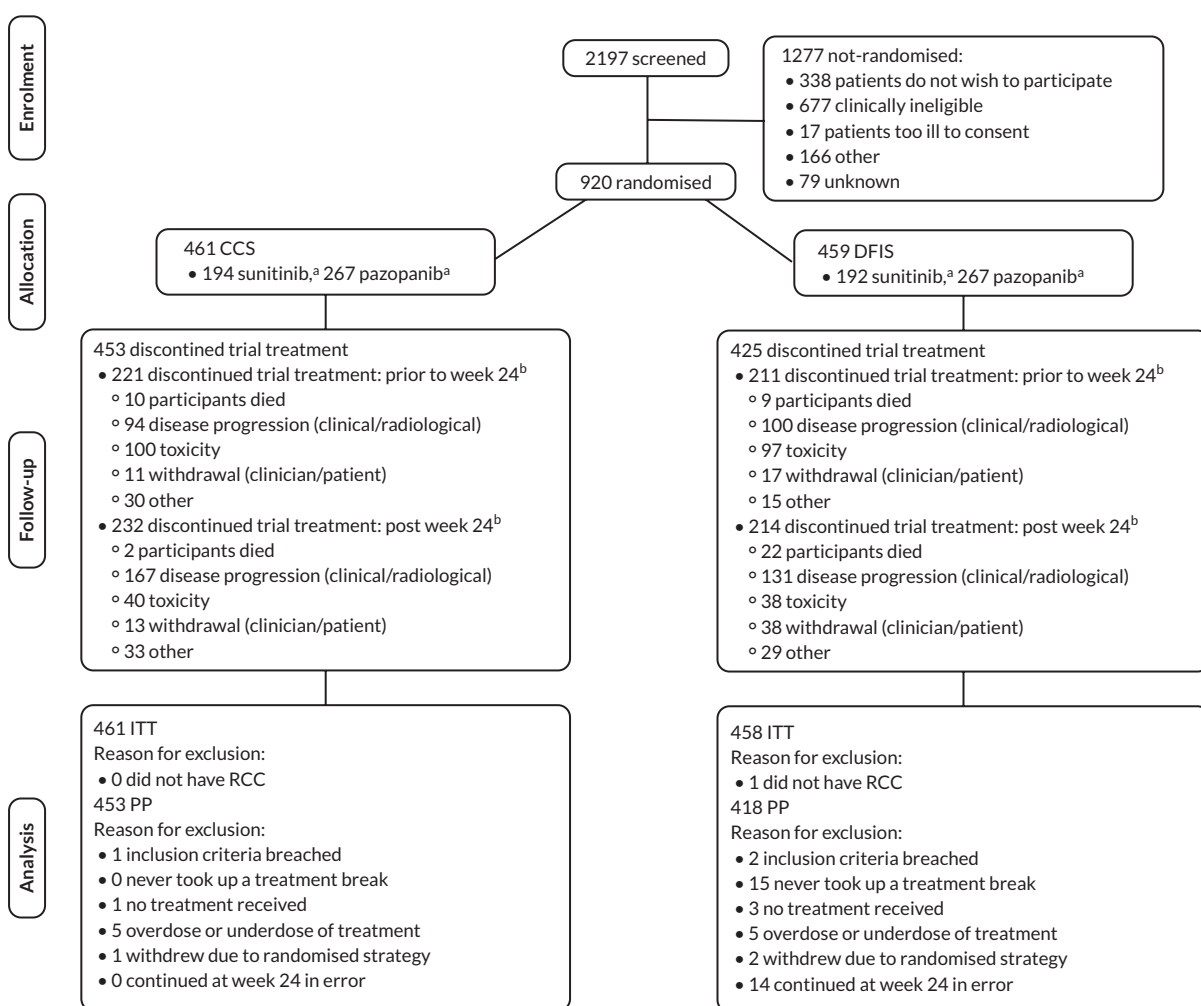 Enrolment
2197 screened
1277 not-randomised:
• 338 patients do not wish to participate
• 677 clinically ineligible
• 17 patients too ill to consent
• 166 other
• 79 unknown
920 randomised
Allocation
461 CCS
• 194 sunitinib,ᵃ 267 pazopanibᵃ
459 DFIS
• 192 sunitinib,ᵃ 267 pazopanibᵃ
Follow-up
453 discontined trial treatment
• 221 discontinued trial treatment: prior to week 24ᵇ
° 10 participants died
° 94 disease progression (clinical/radiological)
° 100 toxicity
° 11 withdrawal (clinician/patient)
° 30 other
• 232 discontinued trial treatment: post week 24ᵇ
° 2 participants died
° 167 disease progression (clinical/radiological)
° 40 toxicity
° 13 withdrawal (clinician/patient)
° 33 other
425 discontined trial treatment
• 211 discontinued trial treatment: prior to week 24ᵇ
° 9 participants died
° 100 disease progression (clinical/radiological)
° 97 toxicity
° 17 withdrawal (clinician/patient)
° 15 other
• 214 discontinued trial treatment: post week 24ᵇ
° 22 participants died
° 131 disease progression (clinical/radiological)
° 38 toxicity
° 38 withdrawal (clinician/patient)
° 29 other
Analysis
461 ITT
Reason for exclusion:
• 0 did not have RCC
453 PP
Reason for exclusion:
• 1 inclusion criteria breached
• 0 never took up a treatment break
• 1 no treatment received
• 5 overdose or underdose of treatment
• 1 withdrew due to randomised strategy
• 0 continued at week 24 in error
458 ITT
Reason for exclusion:
• 1 did not have RCC
418 PP
Reason for exclusion:
• 2 inclusion criteria breached
• 15 never took up a treatment break
• 3 no treatment received
• 5 overdose or underdose of treatment
• 2 withdrew due to randomised strategy
• 14 continued at week 24 in error